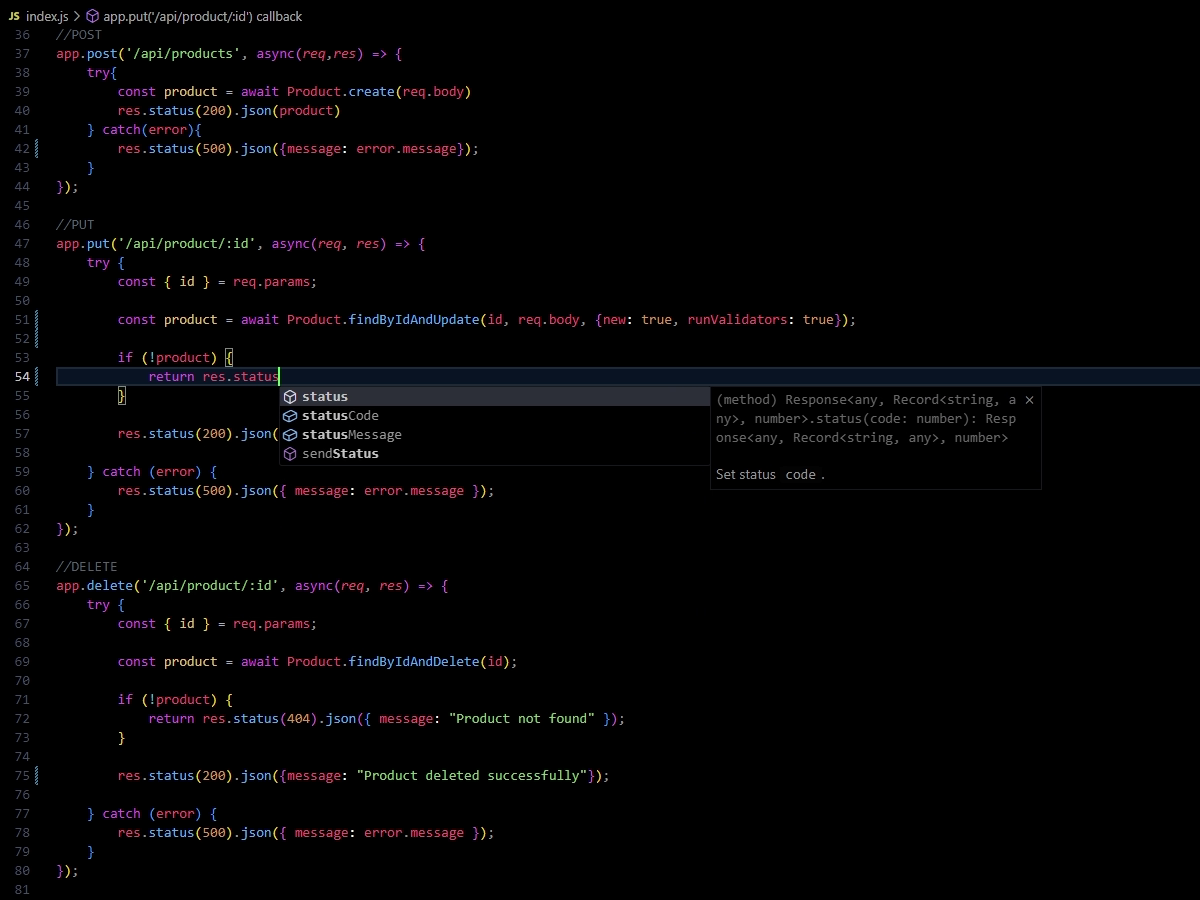 JS index.js > app.put('/api/product/:id') callback
36 //POST
37 app.post('/api/products', async(req,res) => {
38 try{
39 const product = await Product.create(req.body)
40 res.status(200).json(product)
41 } catch(error){
42 res.status(500).json({message: error.message});
43 }
44 });
45
46 //PUT
47 app.put('/api/product/:id', async(req, res) => {
48 try {
49 const { id } = req.params;
50
51 const product = await Product.findByIdAndUpdate(id, req.body, {new: true, runValidators: true});
52
53 if (!product) {
54 return res.status
55 }
status
(method) Response<any, Record<string, a ×
56 statusCode
ny>, number>.status(code: number): Resp
57 res.status(200).json( statusMessage
onse<any, Record<string, any>, number>
58 sendStatus
59 } catch (error) {
Set status code .
60 res.status(500).json({ message: error.message });
61 }
62 });
63
64 //DELETE
65 app.delete('/api/product/:id', async(req, res) => {
66 try {
67 const { id } = req.params;
68
69 const product = await Product.findByIdAndDelete(id);
70
71 if (!product) {
72 return res.status(404).json({ message: "Product not found" });
73 }
74
75 res.status(200).json({message: "Product deleted successfully"});
76
77 } catch (error) {
78 res.status(500).json({ message: error.message });
79 }
80 });
81